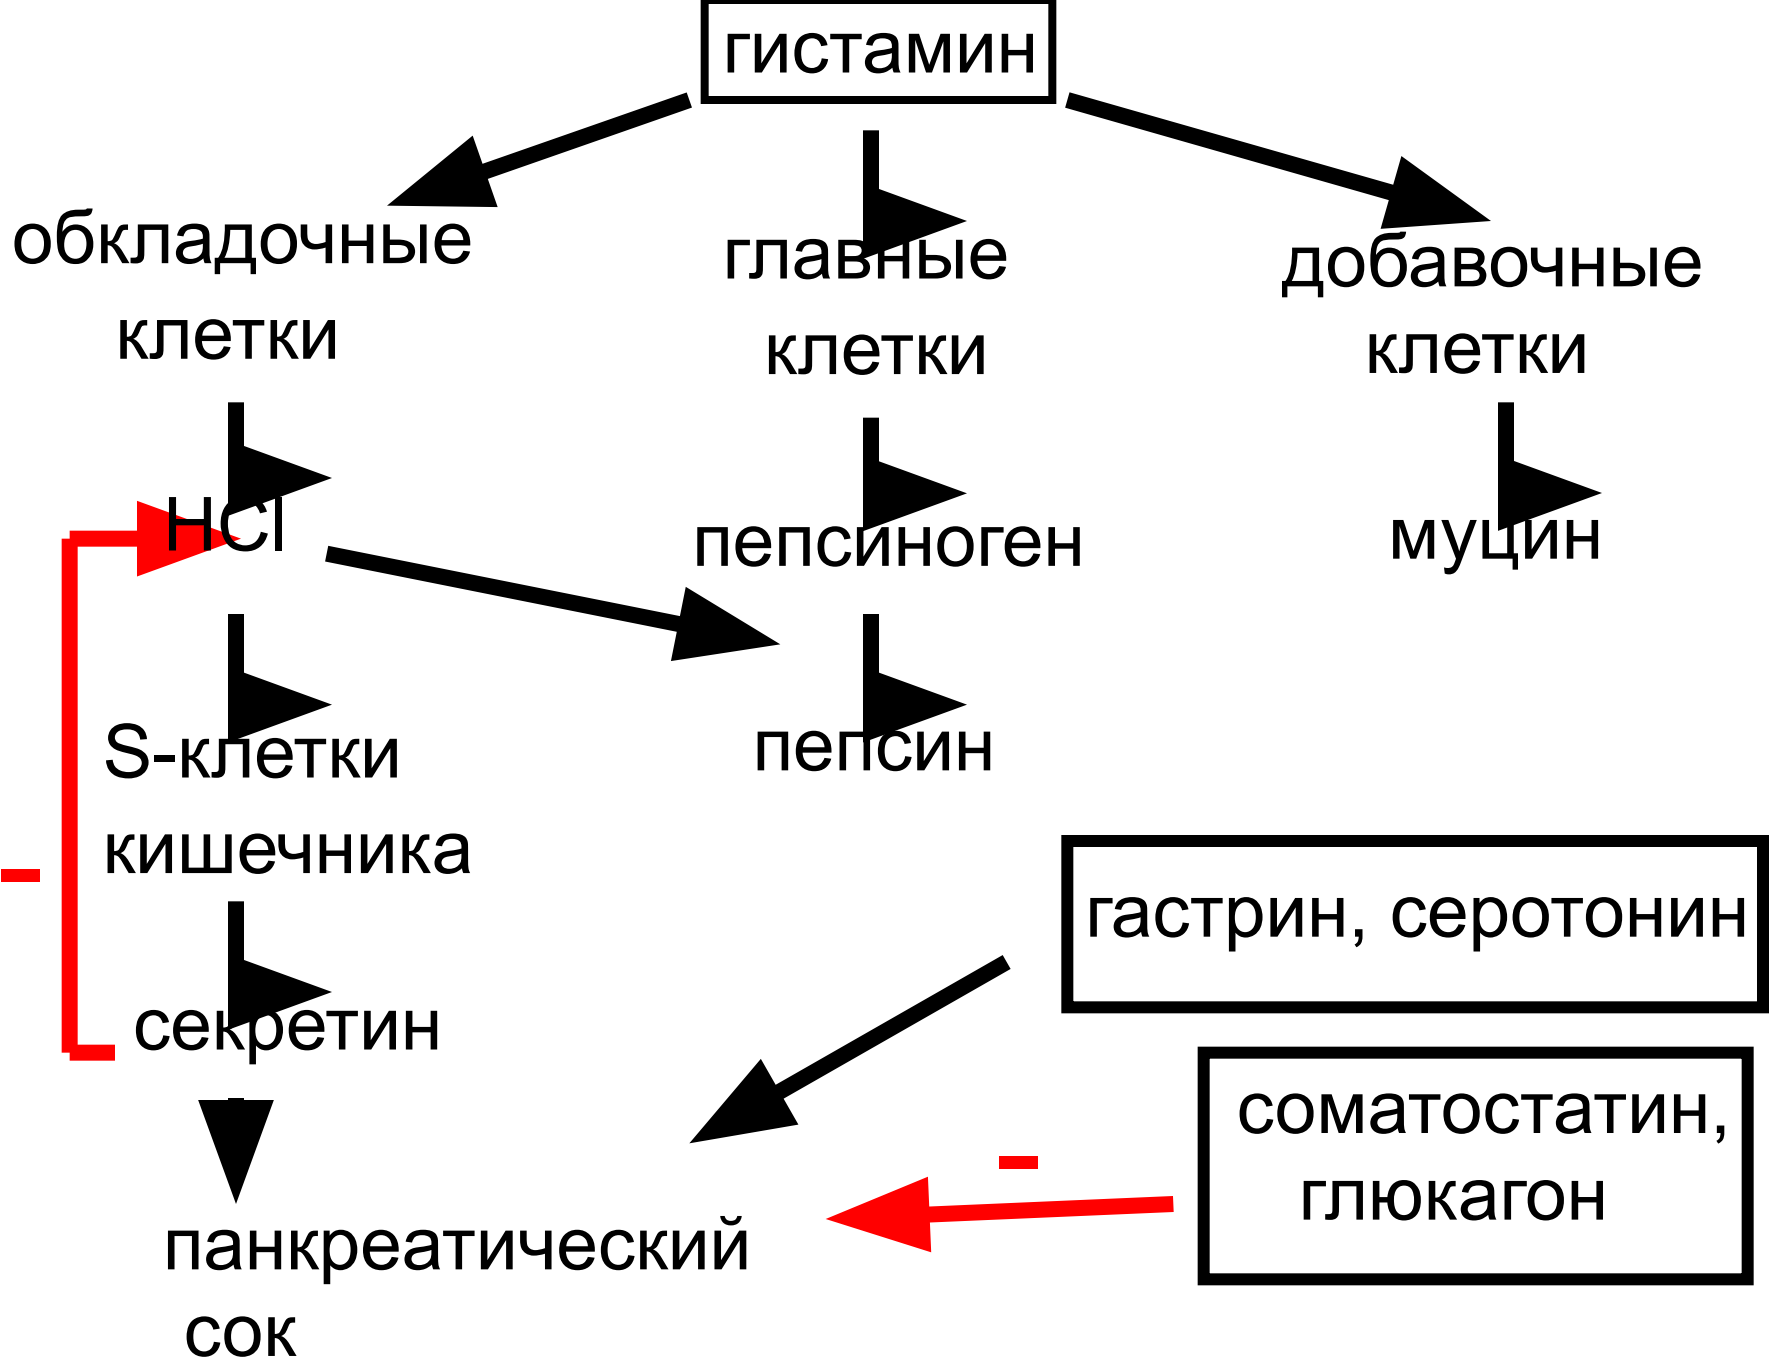 гистамин
обкладочные
клетки
главные
клетки
добавочные
клетки
HCl
пепсиноген
муцин
S-клетки
кишечника
пепсин
-
гастрин, серотонин
секретин
соматостатин,
глюкагон
-
панкреатический
сок